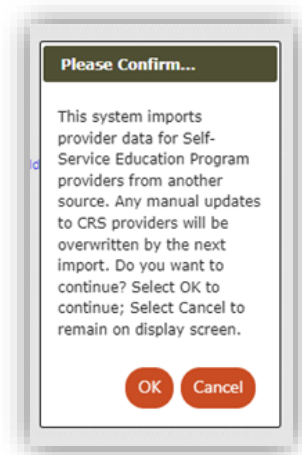 Please Confirm...
This system imports
provider data for Self-
Service Education Program
providers from another
source. Any manual updates
to CRS providers will be
overwritten by the next
import. Do you want to
continue? Select OK to
continue; Select Cancel to
remain on display screen.
OK Cancel